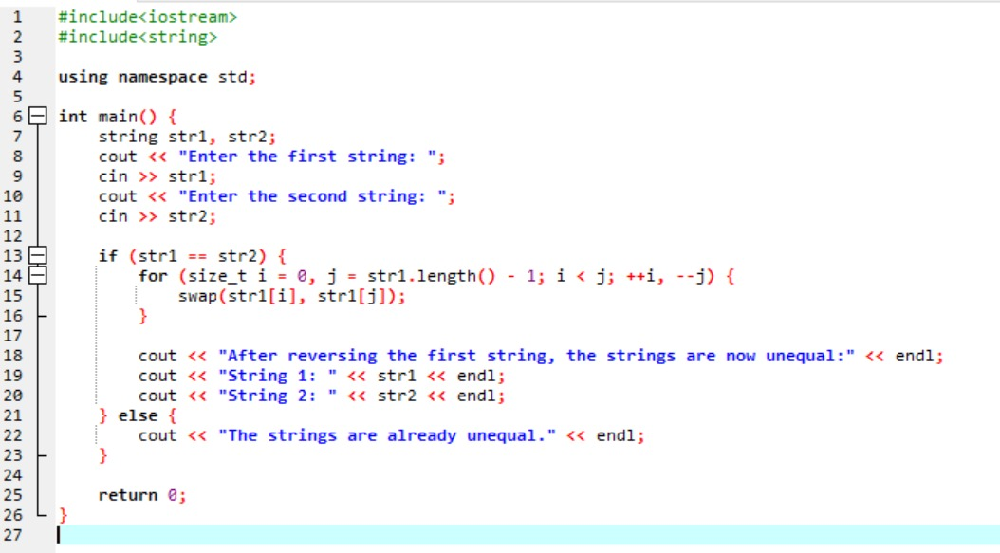 1 #include<iostream>
2 #include<string>
3
4 using namespace std;
5
6 int main() {
7     string str1, str2;
8     cout << "Enter the first string: ";
9     cin >> str1;
10     cout << "Enter the second string: ";
11     cin >> str2;
12
13     if (str1 == str2) {
14         for (size_t i = 0, j = str1.length() - 1; i < j; ++i, --j) {
15             swap(str1[i], str1[j]);
16         }
17
18         cout << "After reversing the first string, the strings are now unequal:" << endl;
19         cout << "String 1: " << str1 << endl;
20         cout << "String 2: " << str2 << endl;
21     } else {
22         cout << "The strings are already unequal." << endl;
23     }
24
25     return 0;
26 }
27